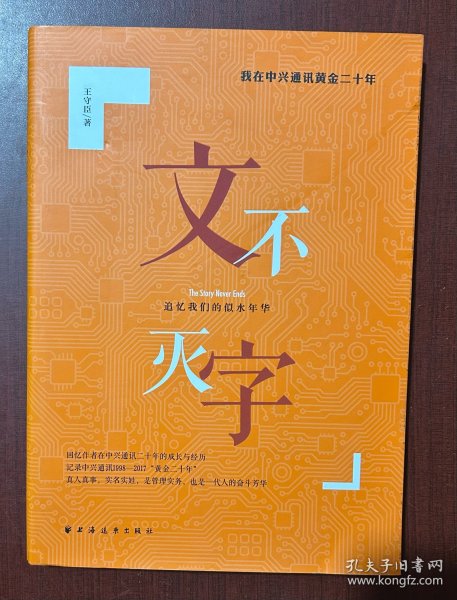 我在中兴通讯黄金二十年
王守臣/著
文不
The Story Never Ends
追忆我们的似水年华
灭字
回忆作者在中兴通讯二十年的成长与经历
记录中兴通讯1998—2017“黄金二十年”
真人真事，实名实姓，是管理实务，也是一代人的奋斗芳华
上海远东出版社
孔夫子旧书网
www.kongfz.com